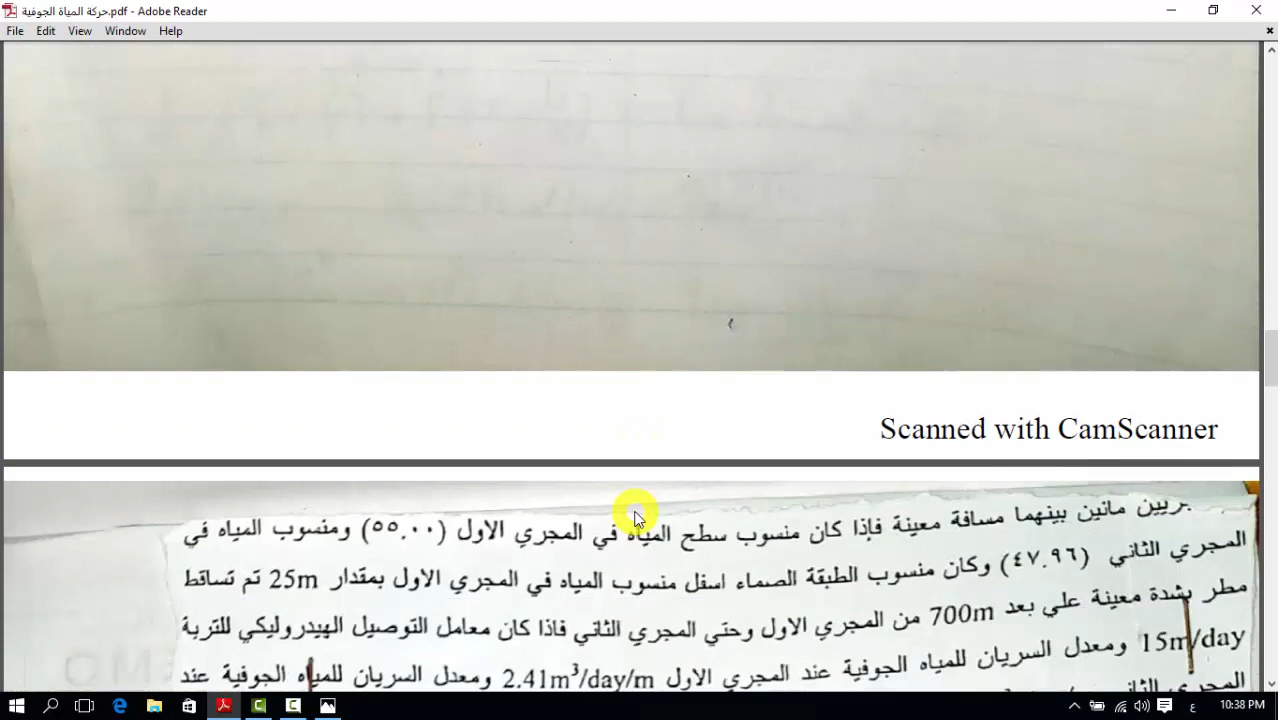 حركة المياة الجوفية.pdf - Adobe Reader
File Edit View Window Help
Scanned with CamScanner
ريين مائين بينهما مسافة معينة فإذا كان منسوب سطح المياه في المجري الاول (٥٥.٠٠) ومنسوب المياه في
المجري الثاني (٤٧.٩٦) وكان منسوب الطبقة الصماء اسفل منسوب المياه في المجري الاول بمقدار 25m تم تساقط
مطر بشدة معينة علي بعد 700m من المجري الاول وحتي المجري الثاني فاذا كان معامل التوصيل الهيدروليكي للتربة
15m/day ومعدل السريان للمياه الجوفية عند المجري الاول 2.41m³/day/m ومعدل السريان للمياه الجوفية عند
المجري الثاني
ع 10:38 PM